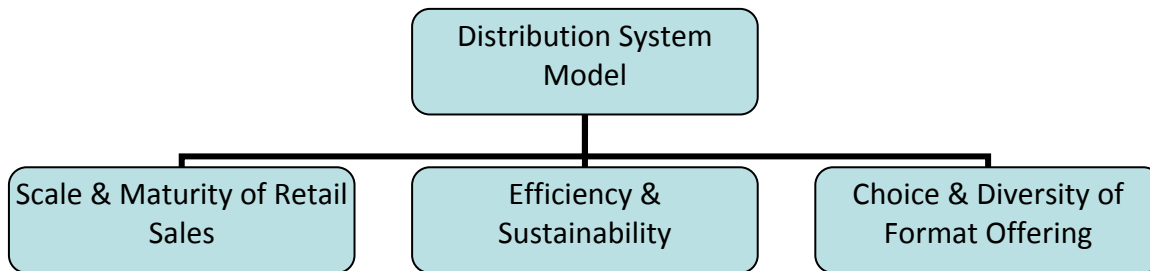 Distribution System
Model
Scale & Maturity of Retail
Sales
Efficiency &
Sustainability
Choice & Diversity of
Format Offering